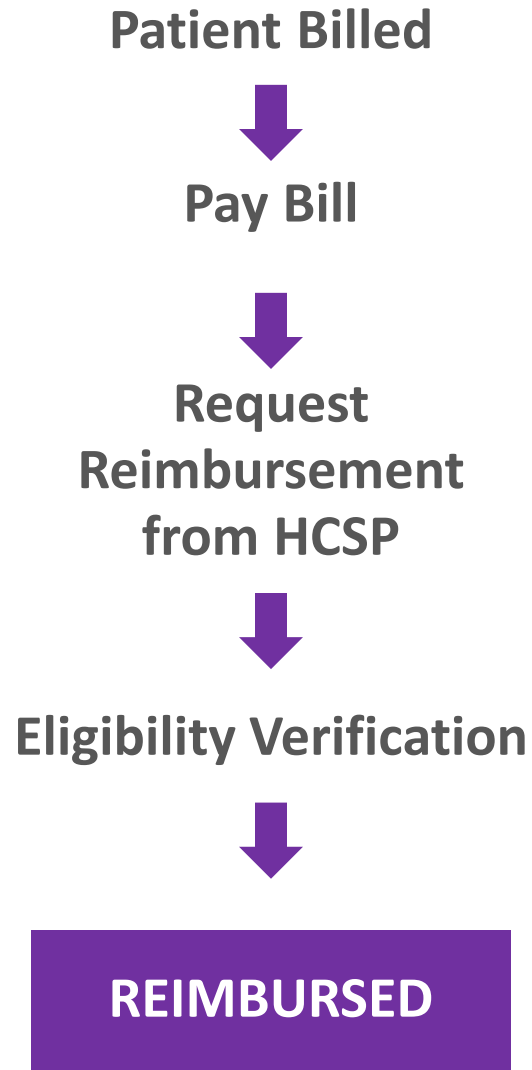 Patient Billed
Pay Bill
Request
Reimbursement
from HCSP
Eligibility Verification
REIMBURSED